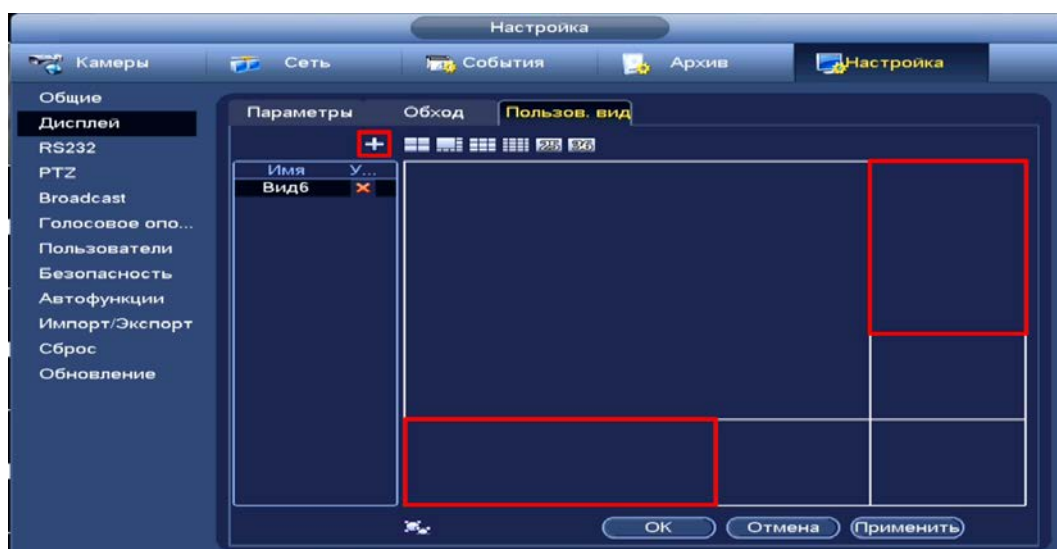 Настройка
Камеры Сеть События Архив Настройка
Общие
Дисплей
RS232
PTZ
Broadcast
Голосовое опо...
Пользователи
Безопасность
Автофункции
Импорт/Экспорт
Сброс
Обновление
Параметры Обход Пользов. вид
Имя У...
Вид6
OK Отмена Применить